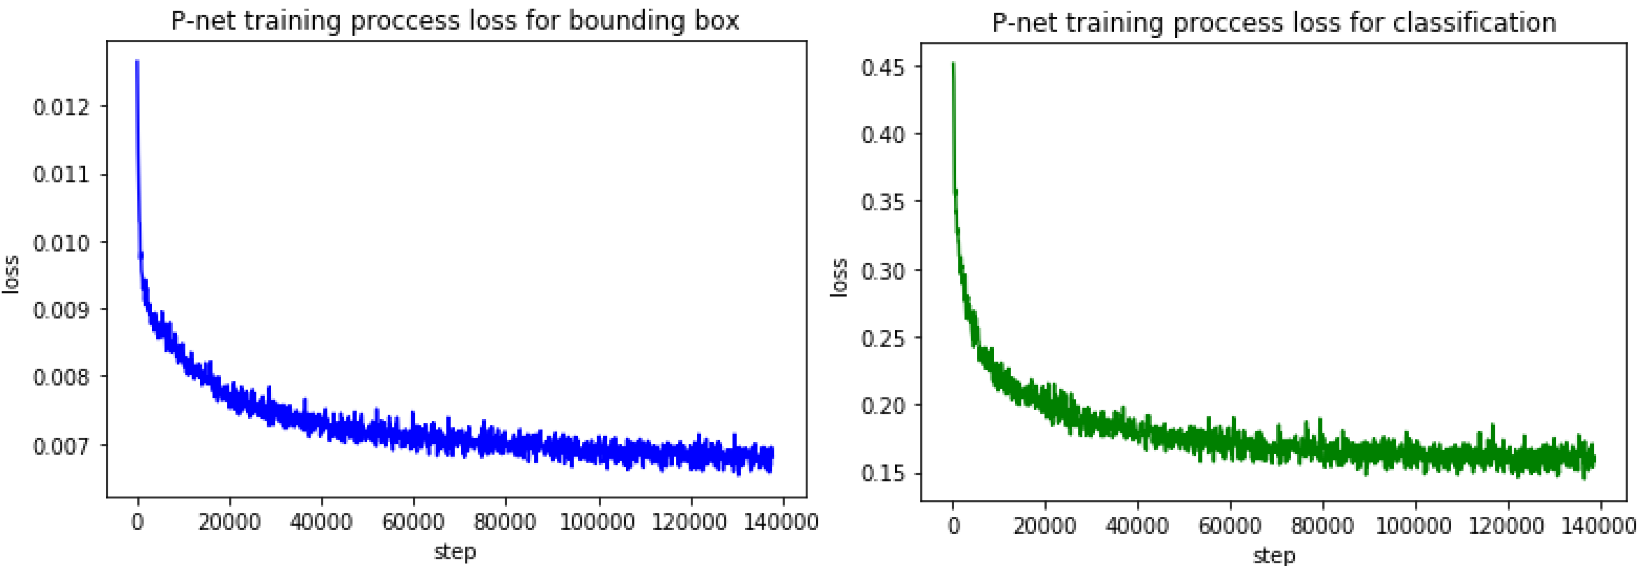 P-net training proccess loss for bounding box
0.012
0.011
0.010
0.009
0.008
0.007
loss
0 20000 40000 60000 80000 100000 120000 140000
step
P-net training proccess loss for classification
0.45
0.40
0.35
0.30
0.25
0.20
0.15
loss
0 20000 40000 60000 80000 100000 120000 140000
step